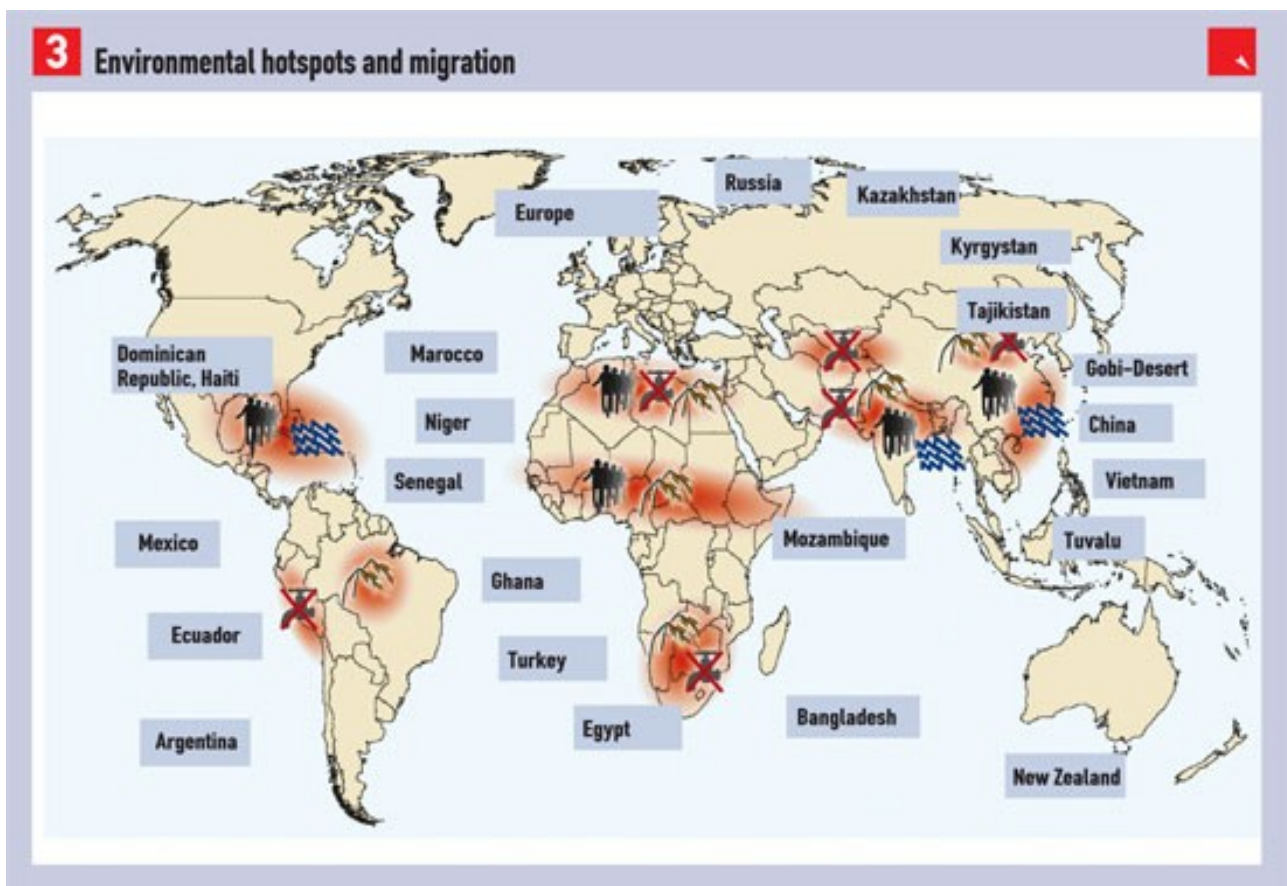 3 Environmental hotspots and migration
Russia
Europe
Kazakhstan
Kyrgystan
Tajikistan
Dominican
Republic, Haiti
Marocco
Gobi-Desert
Niger
China
Senegal
Vietnam
Mexico
Mozambique
Tuvalu
Ghana
Ecuador
Turkey
Egypt
Bangladesh
Argentina
New Zealand